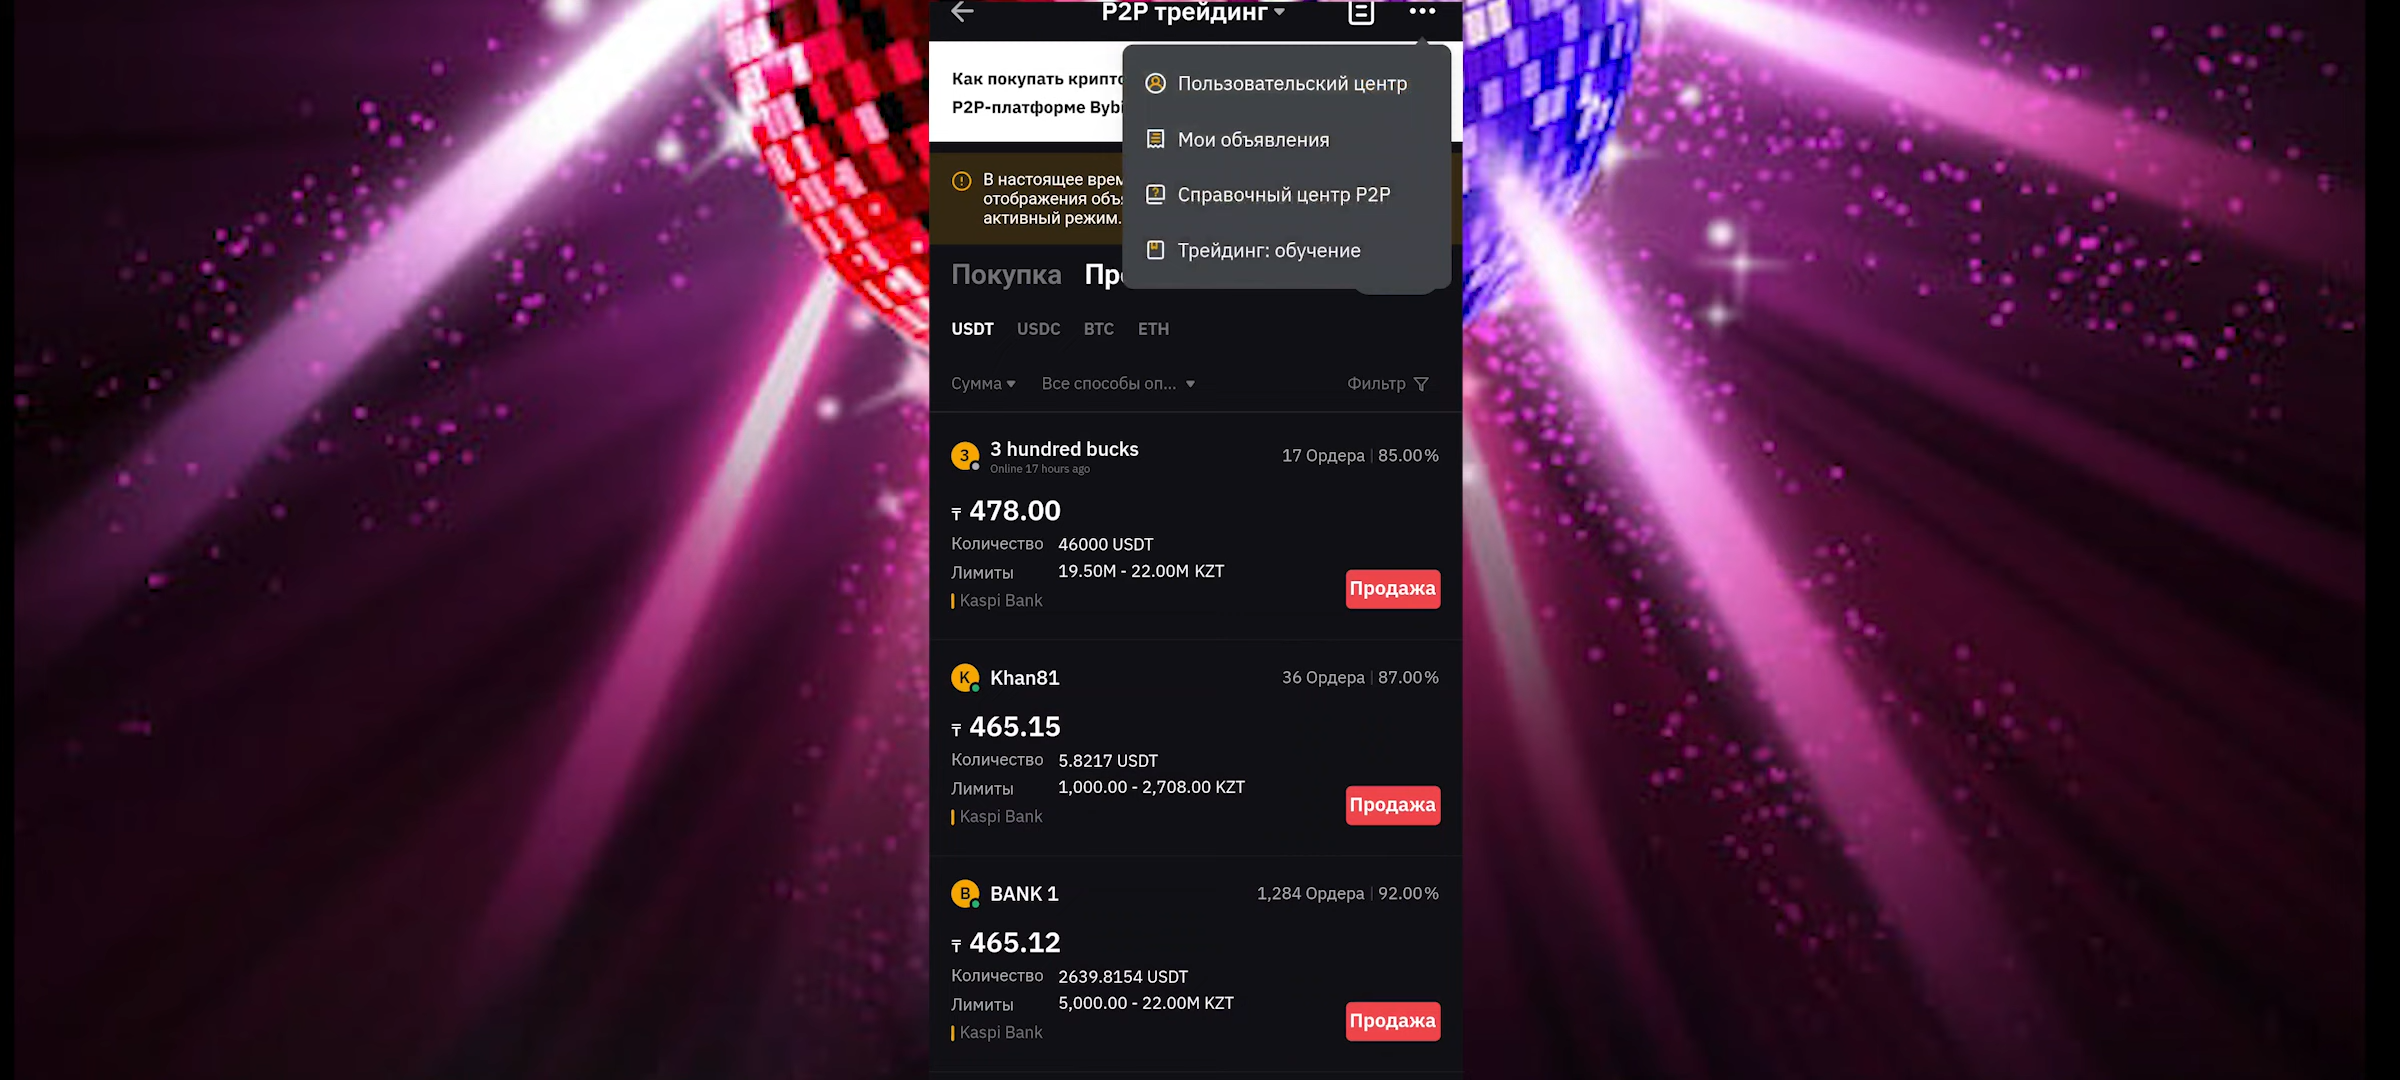 P2P трейдинг
Как покупать
P2P-платформе
Пользовательский центр
Мои объявления
Справочный центр P2P
Трейдинг: обучение
В настоящее
отображения
активный режим.
Покупка
USDT USDC BTC ETH
Сумма Все способы оп... Фильтр
3 3 hundred bucks 17 Ордера | 85.00%
Online 17 hours ago
₸ 478.00
Количество 46000 USDT
Лимиты 19.50M - 22.00M KZT
Продажа
Kaspi Bank
K Khan81 36 Ордера | 87.00%
₸ 465.15
Количество 5.8217 USDT
Лимиты 1,000.00 - 2,708.00 KZT
Продажа
Kaspi Bank
B BANK 1 1,284 Ордера | 92.00%
₸ 465.12
Количество 2639.8154 USDT
Лимиты 5,000.00 - 22.00M KZT
Продажа
Kaspi Bank